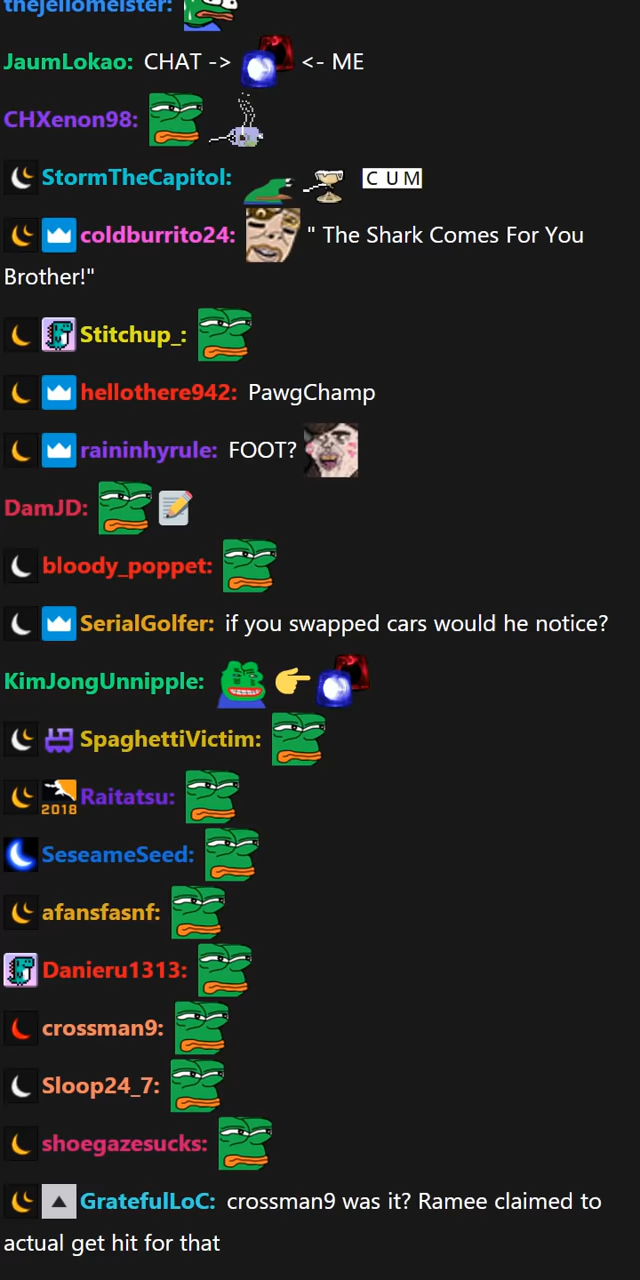 thejellomeister:
JaumLokao: CHAT -> <- ME
CHXenon98:
StormTheCapitol: C U M
coldburrito24: " The Shark Comes For You
Brother!"
Stitchup_:
hellothere942: PawgChamp
raininhyrule: FOOT?
DamJD:
bloody_poppet:
SerialGolfer: if you swapped cars would he notice?
KimJongUnnipple:
SpaghettiVictim:
2018 Raitatsu:
SeseameSeed:
afansfasnf:
Danieru1313:
crossman9:
Sloop24_7:
shoegazesucks:
GratefulLoC: crossman9 was it? Ramee claimed to
actual get hit for that